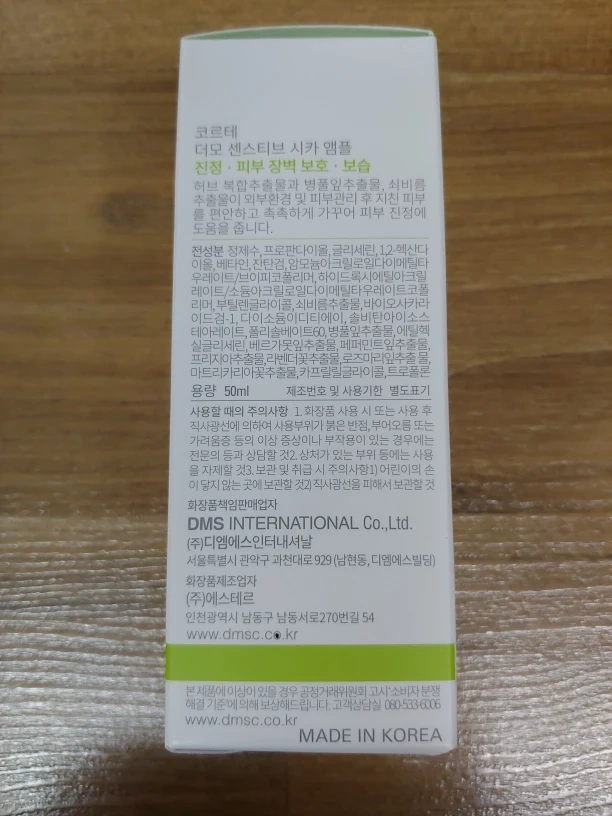 코르테
더모 센스티브 시카 앰플
진정 · 피부 장벽 보호 · 보습
허브 복합추출물과 병풀잎추출물, 쇠비름
추출물이 외부환경 및 피부관리 후 지친 피부
를 편안하고 촉촉하게 가꾸어 피부 진정에
도움을 줍니다.
전성분 정제수, 프로판다이올, 글리세린, 1,2-헥산다
이올, 베타인, 잔탄검, 암모늄아크릴로일다이메틸타
우레이트/브이피코폴리머, 하이드록시에틸아크릴
레이트/소듐아크릴로일다이메틸타우레이트코폴
리머, 부틸렌글라이콜, 쇠비름추출물, 바이오사카라
이드검-1, 다이소듐이디티에이, 솔비탄아이소스
테아레이트, 폴리솔베이트60, 병풀잎추출물, 에틸헥
실글리세린, 베르가못잎추출물, 페퍼민트잎추출물,
프리지아추출물, 라벤더꽃추출물, 로즈마리잎추출물,
마트리카리아꽃추출물, 카프릴릴글라이콜, 트로폴론
용량 50ml 제조번호 및 사용기한 별도표기
사용할 때의 주의사항 1. 화장품 사용 시 또는 사용 후
직사광선에 의하여 사용부위가 붉은 반점, 부어오름 또는
가려움증 등의 이상 증상이나 부작용이 있는 경우에는
전문의 등과 상담할 것 2. 상처가 있는 부위 등에는 사용
을 자제할 것 3. 보관 및 취급 시 주의사항 1) 어린이의 손
이 닿지 않는 곳에 보관할 것 2) 직사광선을 피해서 보관할 것
화장품책임판매업자
DMS INTERNATIONAL Co.,Ltd.
(주)디엠에스인터내셔날
서울특별시 관악구 과천대로 929 (남현동, 디엠에스빌딩)
화장품제조업자
(주)에스테르
인천광역시 남동구 남동서로270번길 54
www.dmsc.co.kr
본 제품에 이상이 있을 경우 공정거래위원회 고시 '소비자 분쟁
해결 기준'에 의해 보상해드립니다. 고객상담실 080-533-6006
www.dmsc.co.kr
MADE IN KOREA